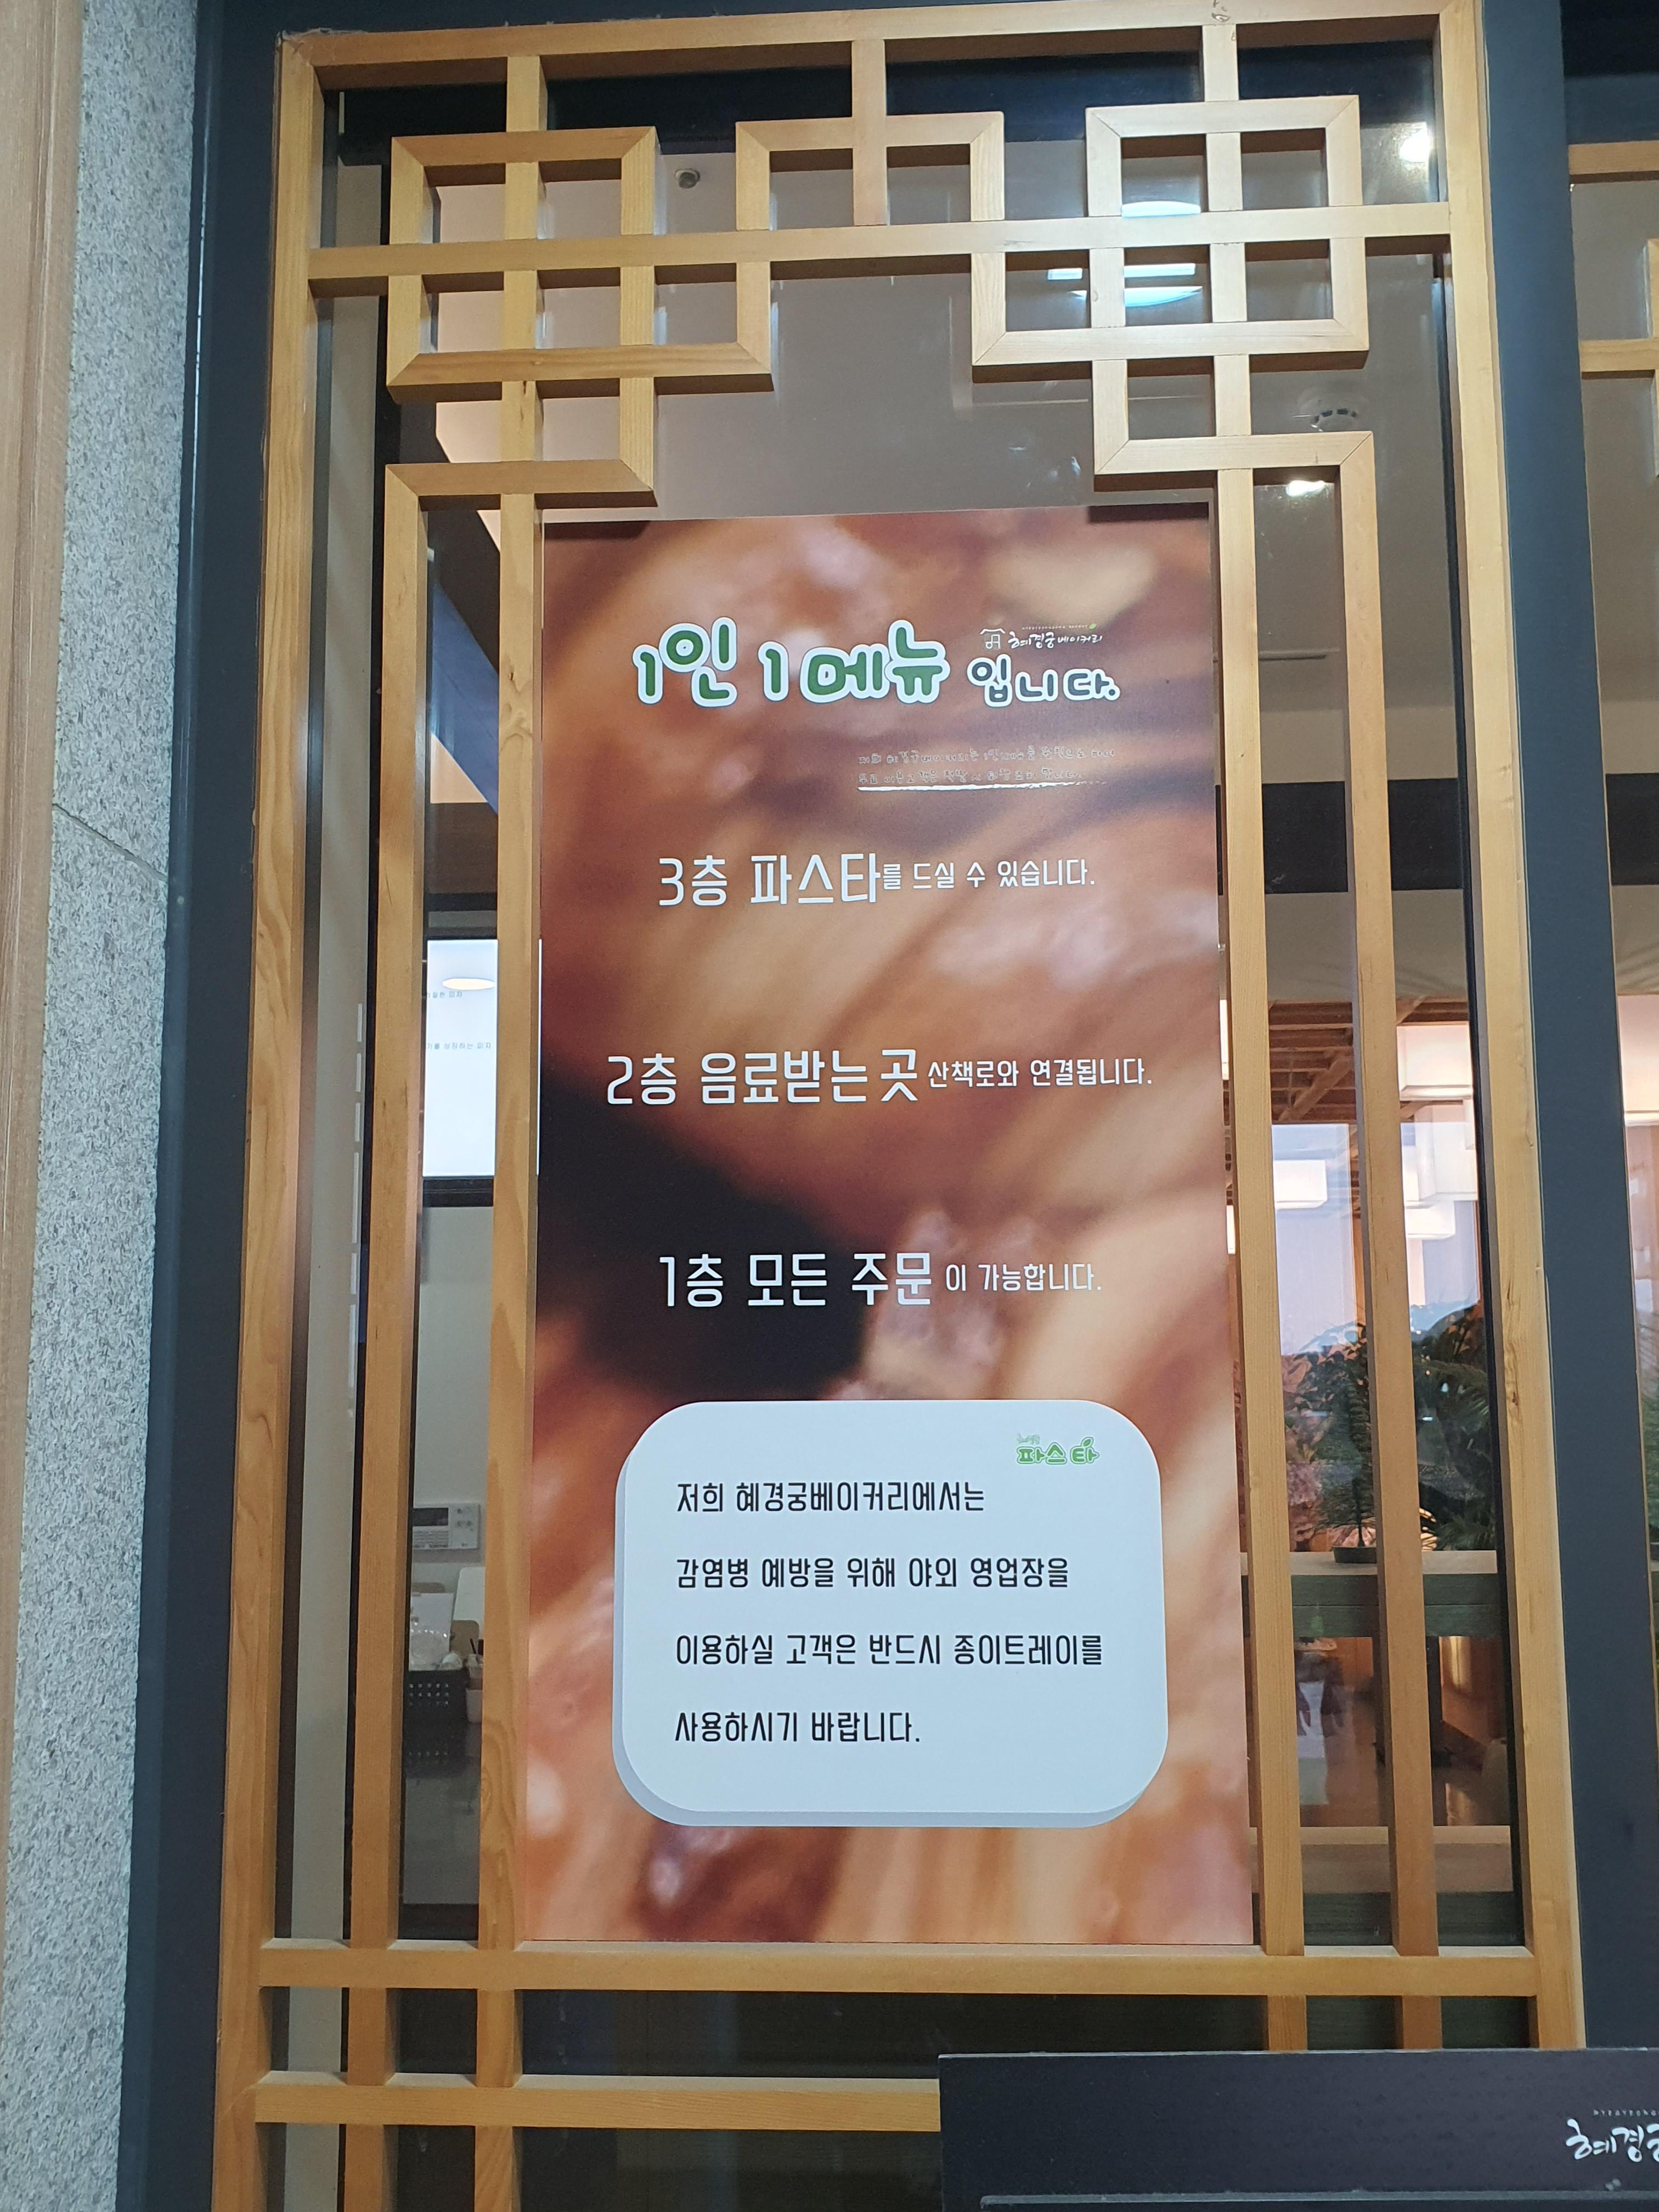 혜경궁베이커리
1인 1메뉴 입니다.
3층 파스타를 드실 수 있습니다.
2층 음료받는곳 산책로와 연결됩니다.
1층 모든 주문이 가능합니다.
파스타
저희 혜경궁베이커리에서는
감염병 예방을 위해 야외 영업장을
이용하실 고객은 반드시 종이트레이를
사용하시기 바랍니다.
혜경궁